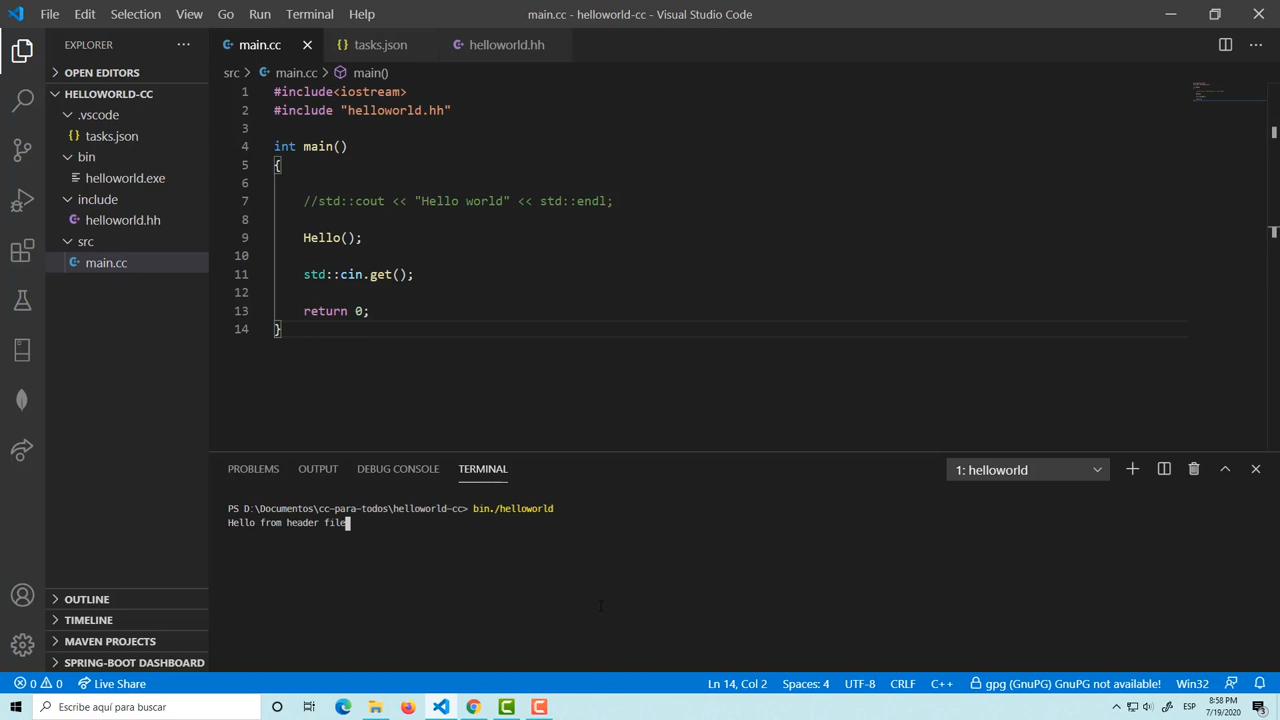 File Edit Selection View Go Run Terminal Help
main.cc - helloworld-cc - Visual Studio Code
EXPLORER
OPEN EDITORS
HELLOWORLD-CC
.vscode
tasks.json
bin
helloworld.exe
include
helloworld.hh
src
main.cc
OUTLINE
TIMELINE
MAVEN PROJECTS
SPRING-BOOT DASHBOARD
main.cc tasks.json helloworld.hh
src > main.cc > main()
1 #include<iostream>
2 #include "helloworld.hh"
3
4 int main()
5 {
6
7 //std::cout << "Hello world" << std::endl;
8
9 Hello();
10
11 std::cin.get();
12
13 return 0;
14 }
PROBLEMS OUTPUT DEBUG CONSOLE TERMINAL
1: helloworld
PS D:\Documentos\cc-para-todos\helloworld-cc> bin./helloworld
Hello from header file
0 0 Live Share
Ln 14, Col 2 Spaces: 4 UTF-8 CRLF C++ gpg (GnuPG) GnuPG not available! Win32
Escribe aquí para buscar
ESP
8:58 PM
7/19/2020
3